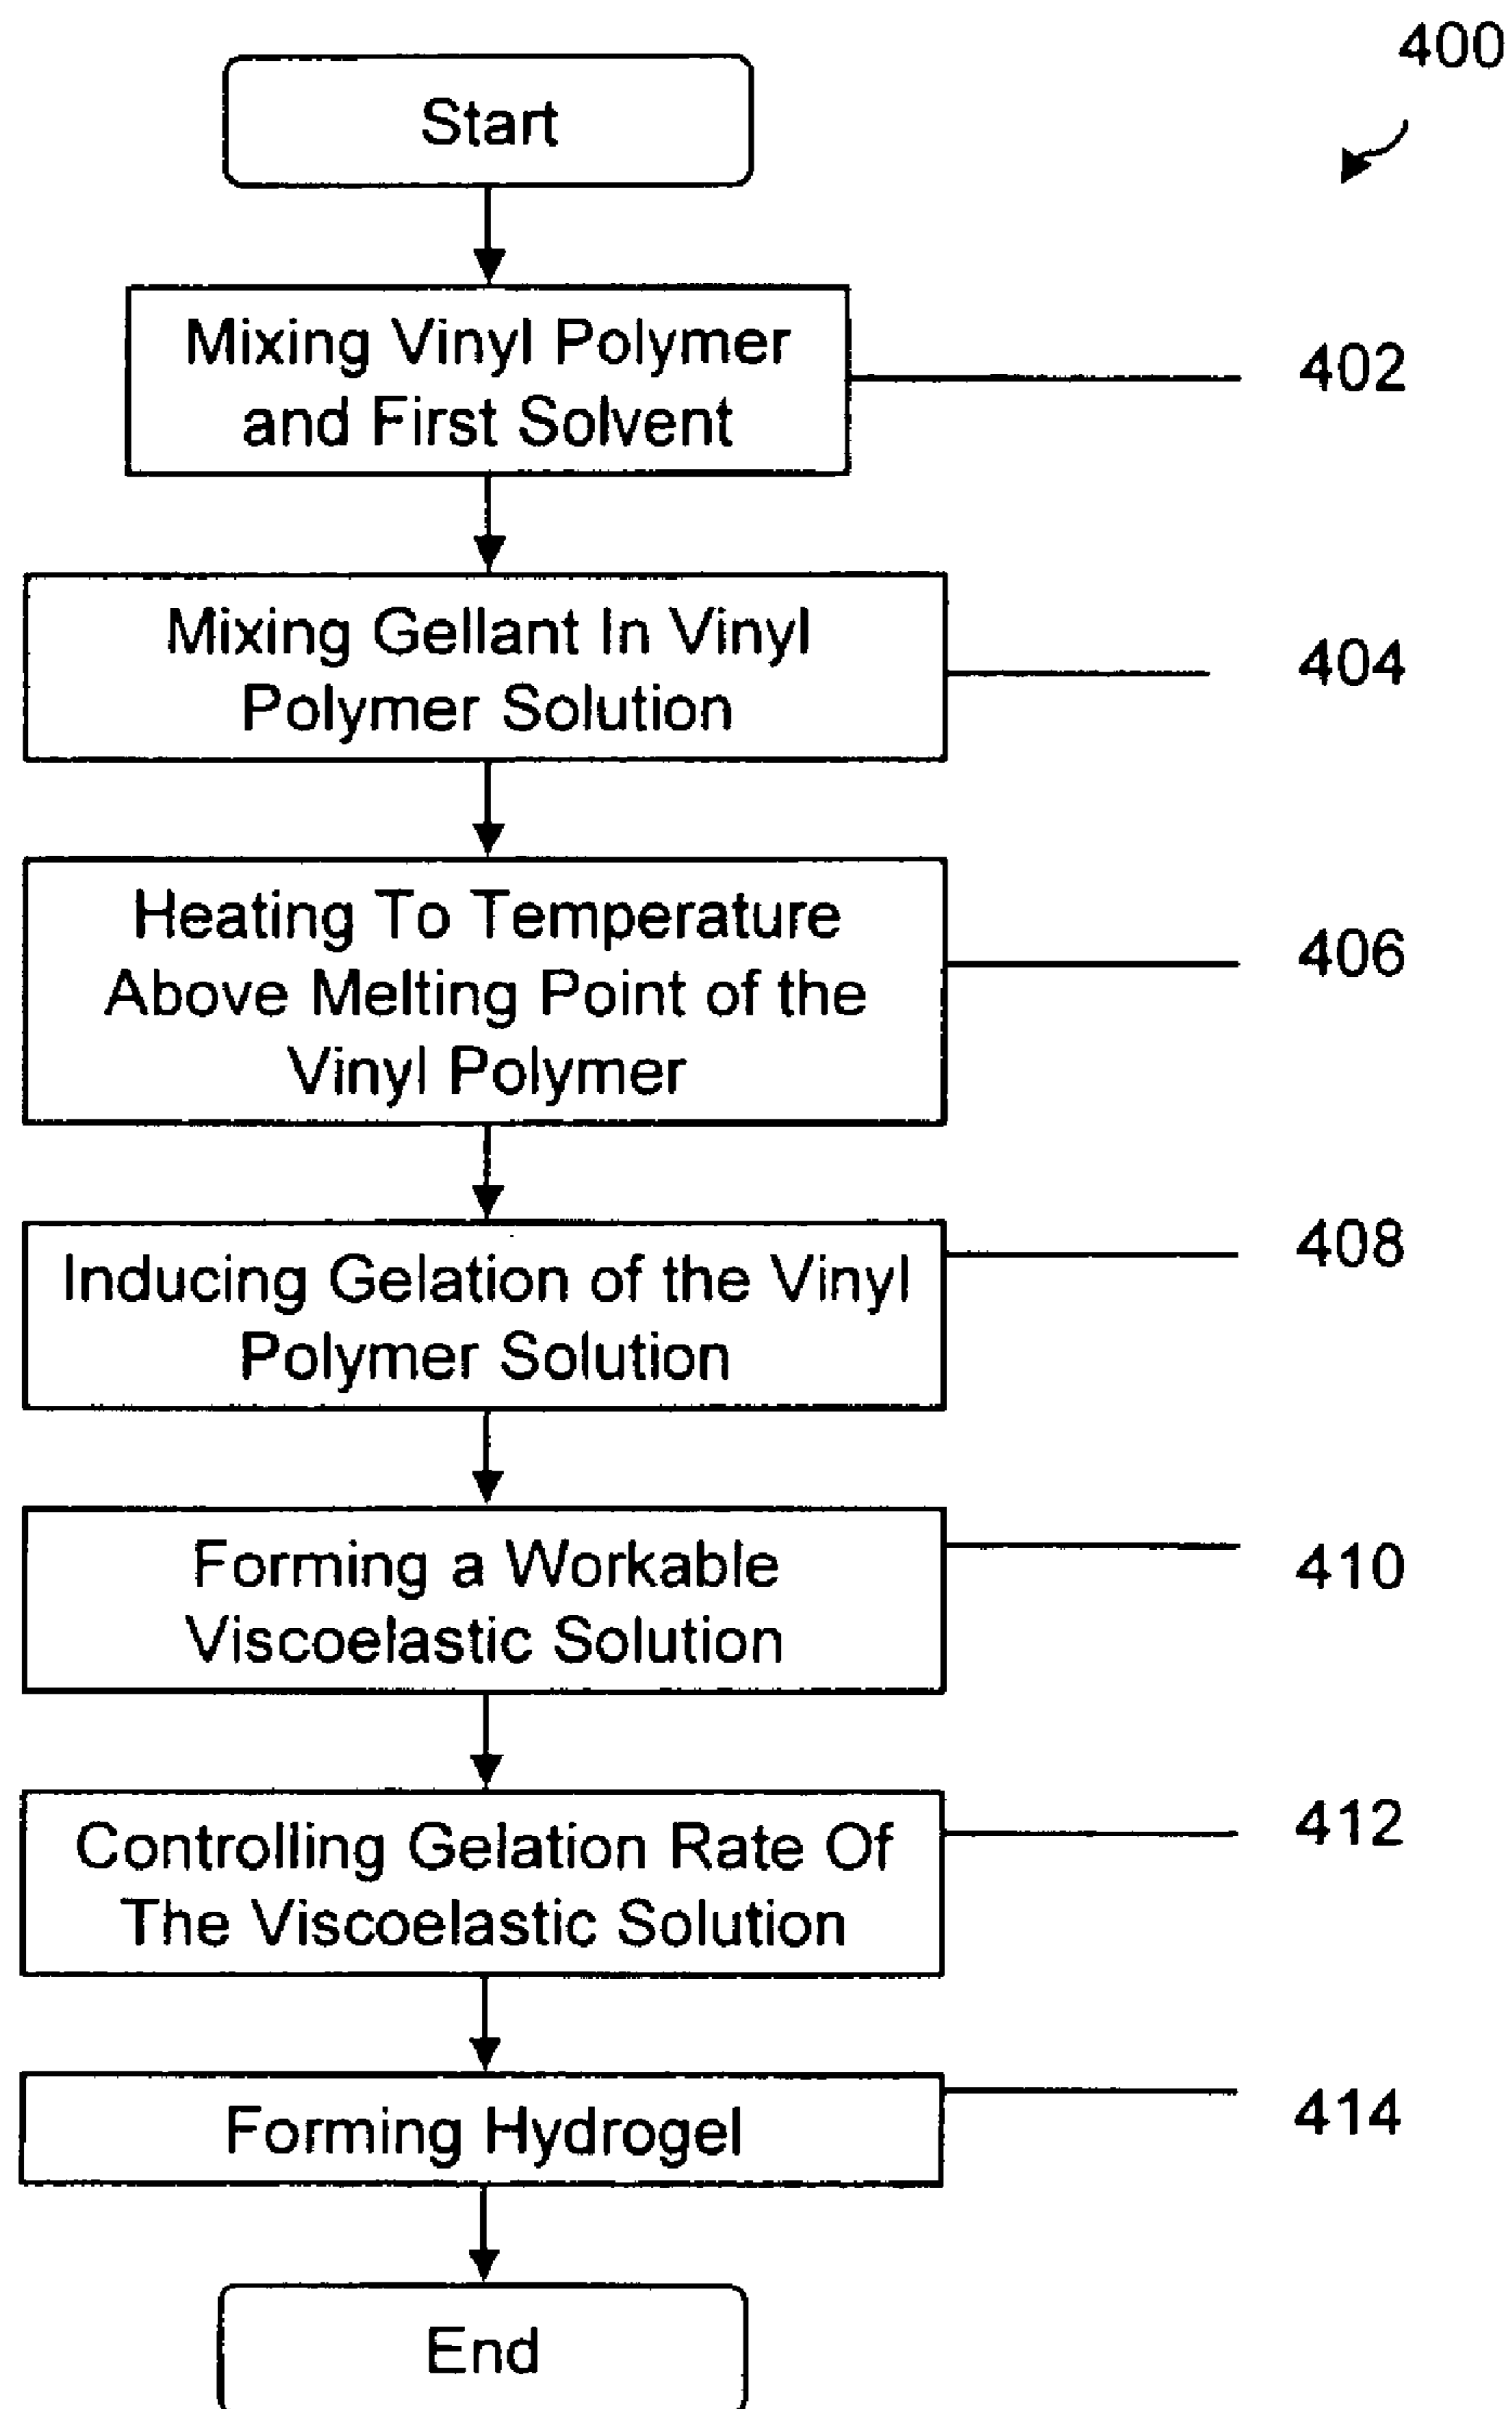 400
Start
Mixing Vinyl Polymer
and First Solvent
402
Mixing Gellant In Vinyl
Polymer Solution
404
Heating To Temperature
Above Melting Point of the
Vinyl Polymer
406
Inducing Gelation of the Vinyl
Polymer Solution
408
Forming a Workable
Viscoelastic Solution
410
Controlling Gelation Rate Of
The Viscoelastic Solution
412
Forming Hydrogel
414
End